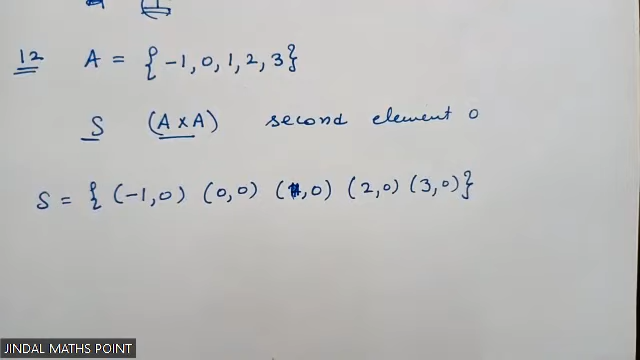 12 A = { -1, 0, 1, 2, 3}
S (A x A) second element 0
S = { (-1,0) (0,0) (1,0) (2,0) (3,0)}
JINDAL MATHS POINT